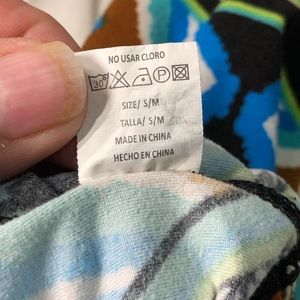 NO USAR CLORO
30°
P
SIZE/ S/M
TALLA/ S/M
MADE IN CHINA
HECHO EN CHINA